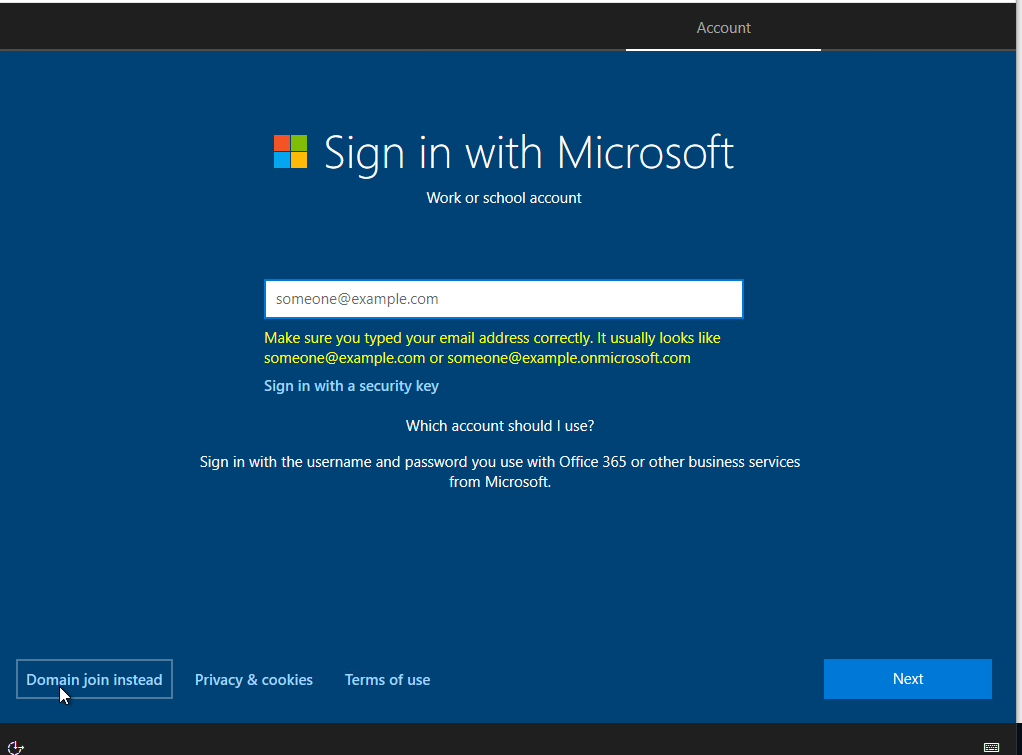 Account
Sign in with Microsoft
Work or school account
someone@example.com
Make sure you typed your email address correctly. It usually looks like
someone@example.com or someone@example.onmicrosoft.com
Sign in with a security key
Which account should I use?
Sign in with the username and password you use with Office 365 or other business services
from Microsoft.
Domain join instead
Privacy & cookies
Terms of use
Next